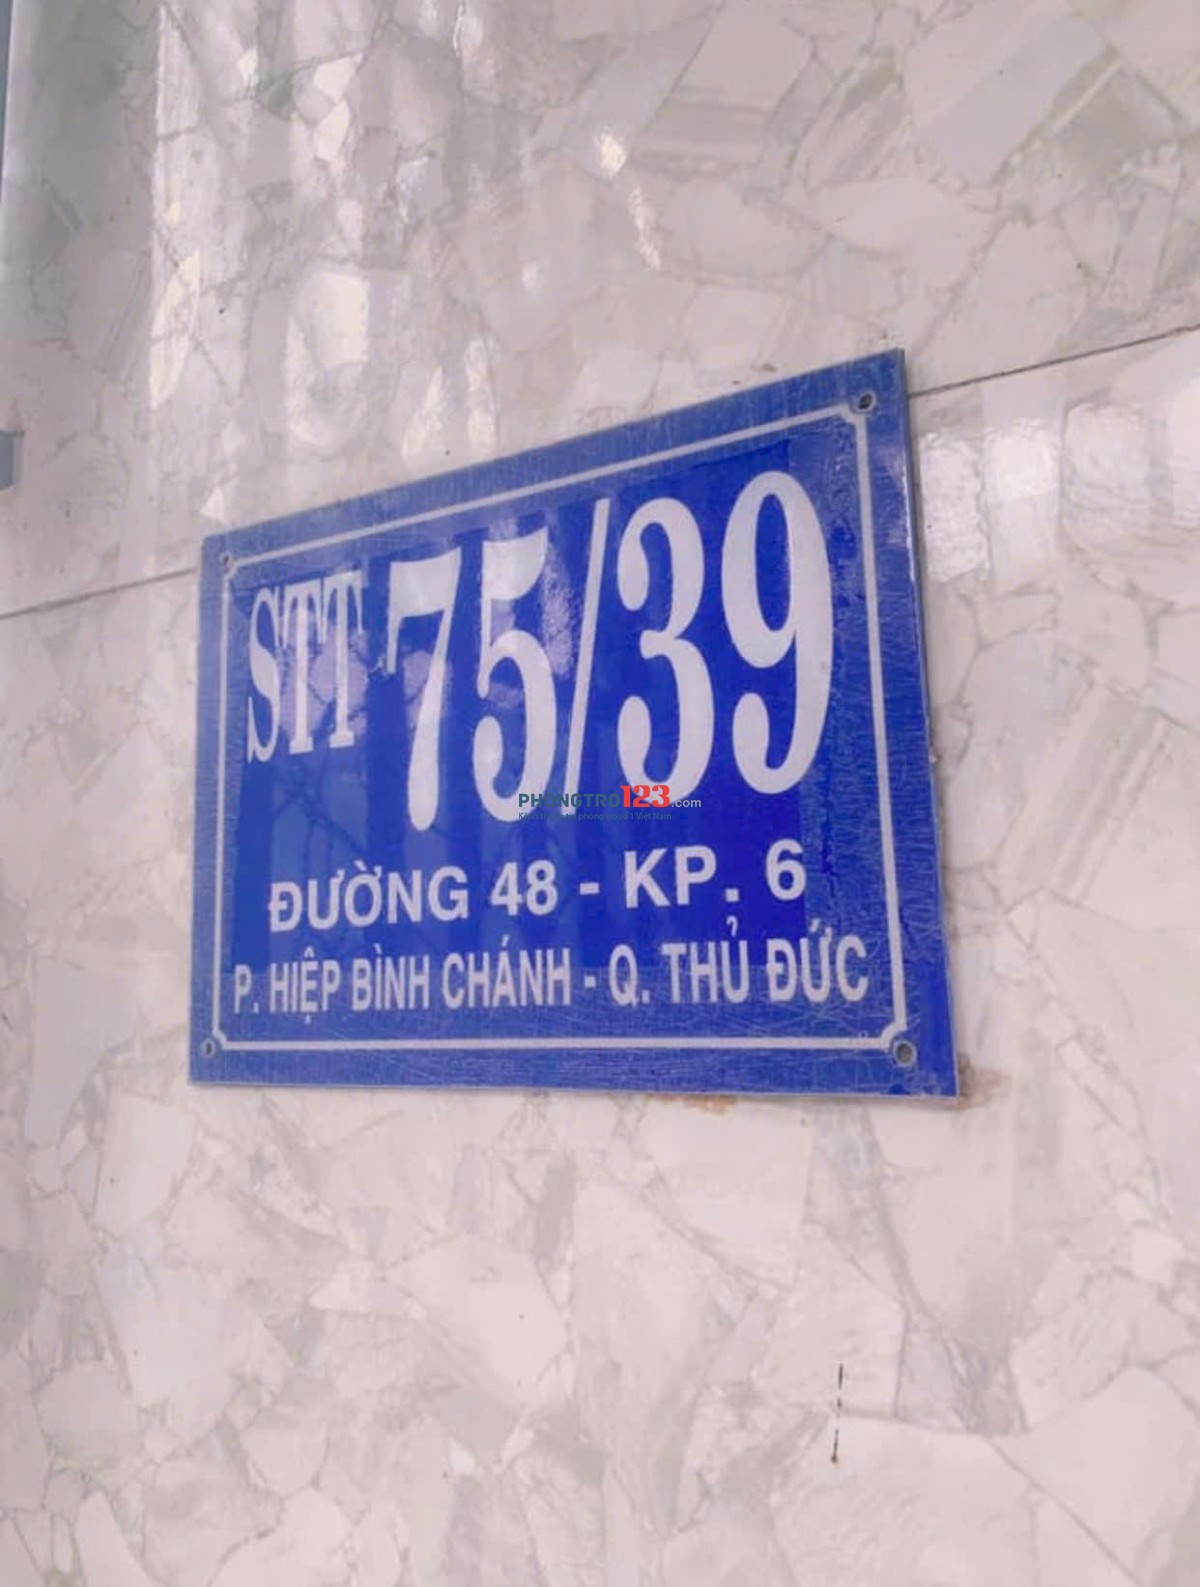 STT 75/39
PHONGTRO123.com
ĐƯỜNG 48 - KP. 6
P. HIỆP BÌNH CHÁNH - Q. THỦ ĐỨC